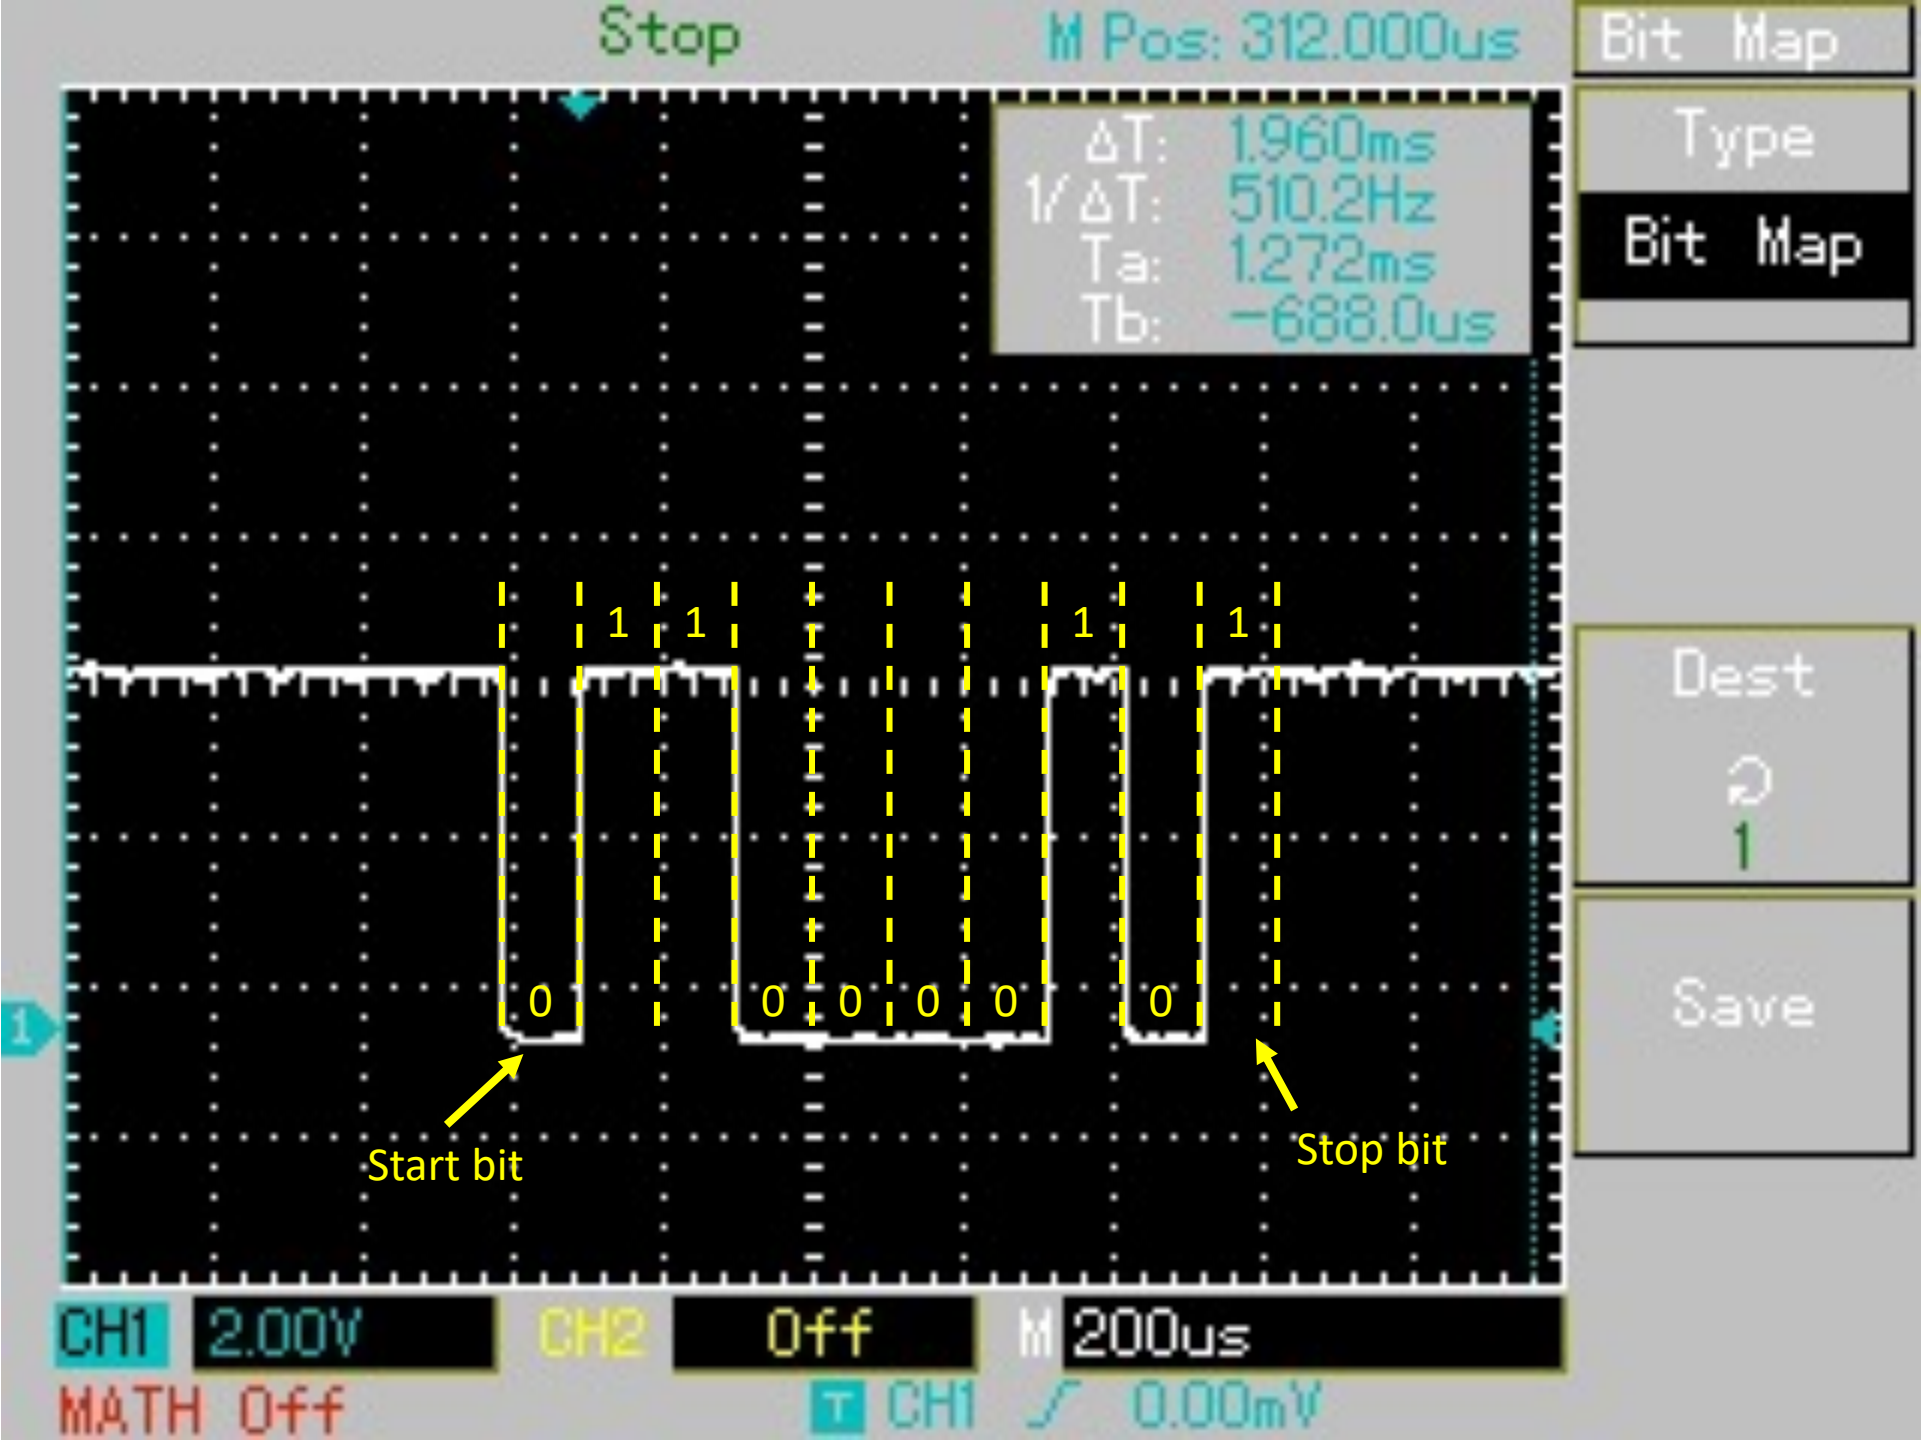 Stop
M Pos: 312.000us
Bit Map
ΔT: 1.960ms
1/ΔT: 510.2Hz
Ta: 1.272ms
Tb: -688.0us
Type
Bit Map
1 1 1 1
Dest
1
0 0 0 0 0 0
Save
1
Start bit
Stop bit
CH1 2.00V CH2 Off M 200us
MATH Off T CH1 0.00mV